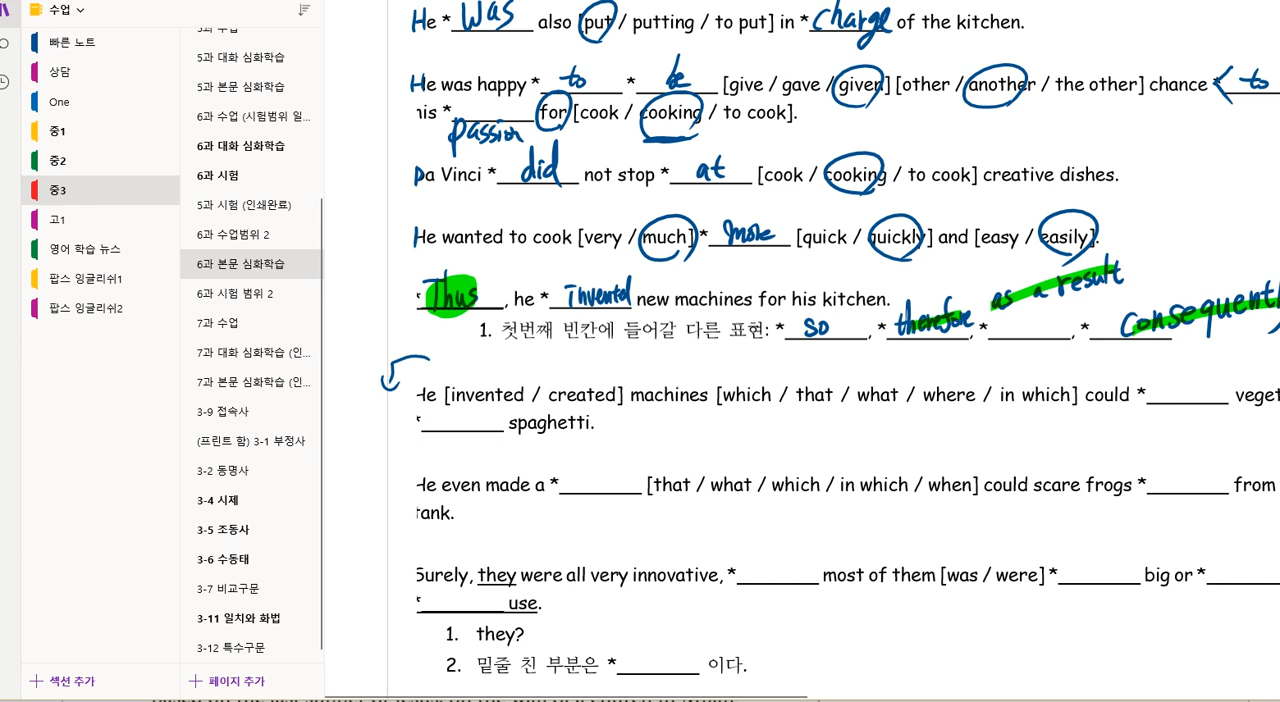 수업
빠른 노트
상담
One
중1
중2
중3
고1
영어 학습 뉴스
팝스 잉글리쉬1
팝스 잉글리쉬2
섹션 추가
5과 대화 심화학습
5과 본문 심화학습
6과 수업 (시험범위 일...
6과 대화 심화학습
6과 시험
5과 시험 (인쇄완료)
6과 수업범위 2
6과 본문 심화학습
6과 시험 범위 2
7과 수업
7과 대화 심화학습 (인...
7과 본문 심화학습 (인...
3-9 접속사
(프린트 함) 3-1 부정사
3-2 동명사
3-4 시제
3-5 조동사
3-6 수동태
3-7 비교구문
3-11 일치와 화법
3-12 특수구문
페이지 추가
He *was also [put / putting / to put] in *charge of the kitchen.
He was happy *to *be [give / gave / given] [other / another / the other] chance *to
his *passion for [cook / cooking / to cook].
Da Vinci *did not stop *at [cook / cooking / to cook] creative dishes.
He wanted to cook [very / much] *more [quick / quickly] and [easy / easily].
*Thus, he *invented new machines for his kitchen.
1. 첫번째 빈칸에 들어갈 다른 표현: *so, *therefore, *as a result, *Consequently
He [invented / created] machines [which / that / what / where / in which] could *________ veget
*________ spaghetti.
He even made a *________ [that / what / which / in which / when] could scare frogs *________ from
tank.
Surely, they were all very innovative, *________ most of them [was / were] *________ big or *________
*________ use.
1. they?
2. 밑줄 친 부분은 *________ 이다.